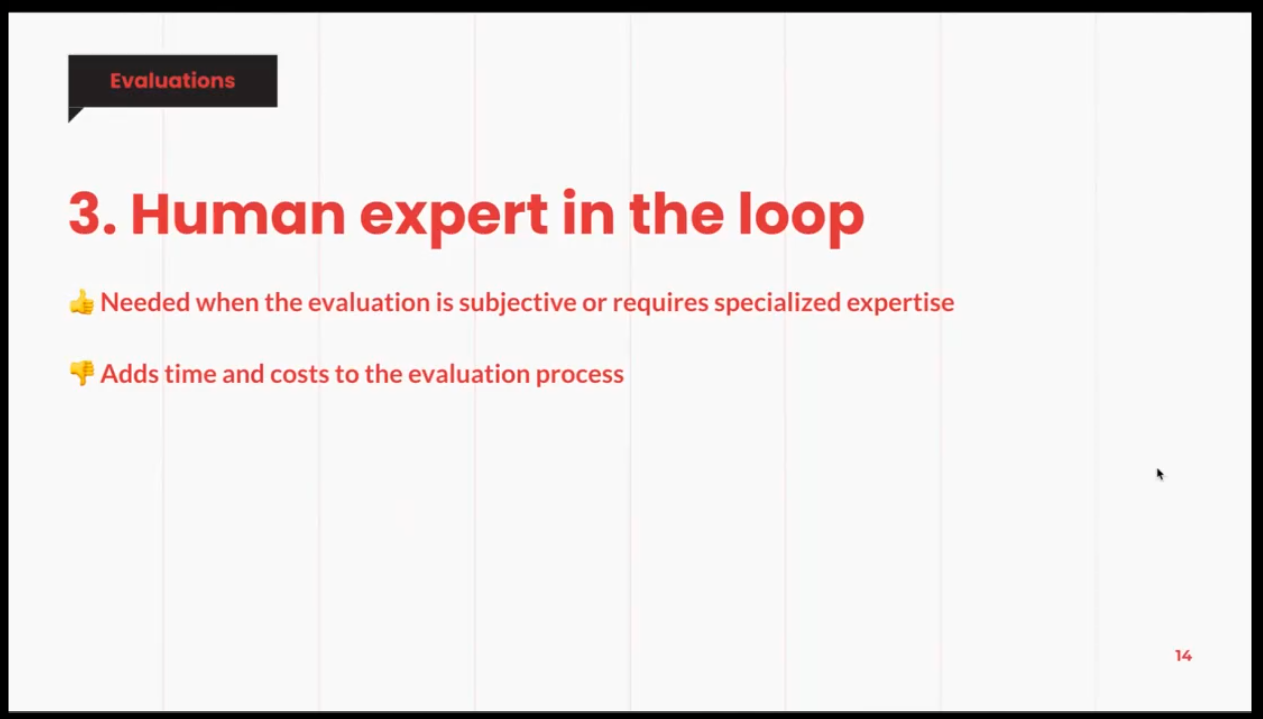 Evaluations
3. Human expert in the loop
👍 Needed when the evaluation is subjective or requires specialized expertise
👎 Adds time and costs to the evaluation process
14